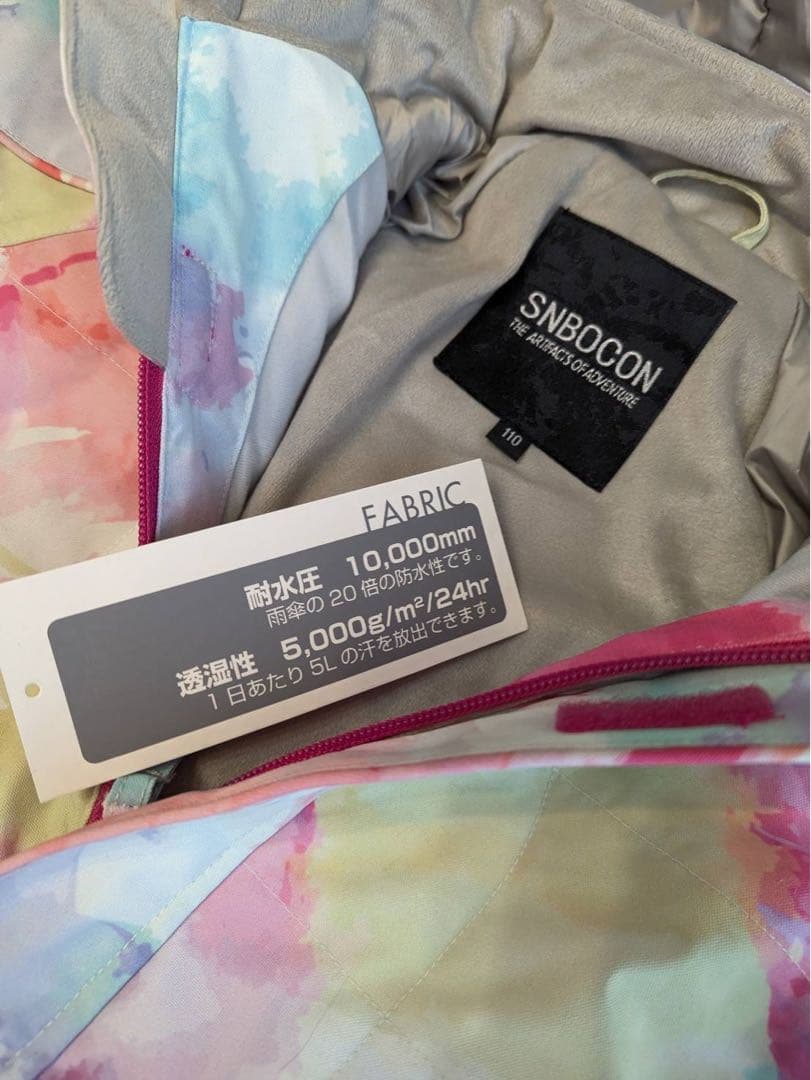 SNBOCON
THE ARTIFACTS OF ADVENTURE
110
FABRIC
耐水圧 10,000mm
雨傘の 20 倍の防水性です。
透湿性 5,000g/m²/24hr
1 日あたり 5L の汗を放出できます。